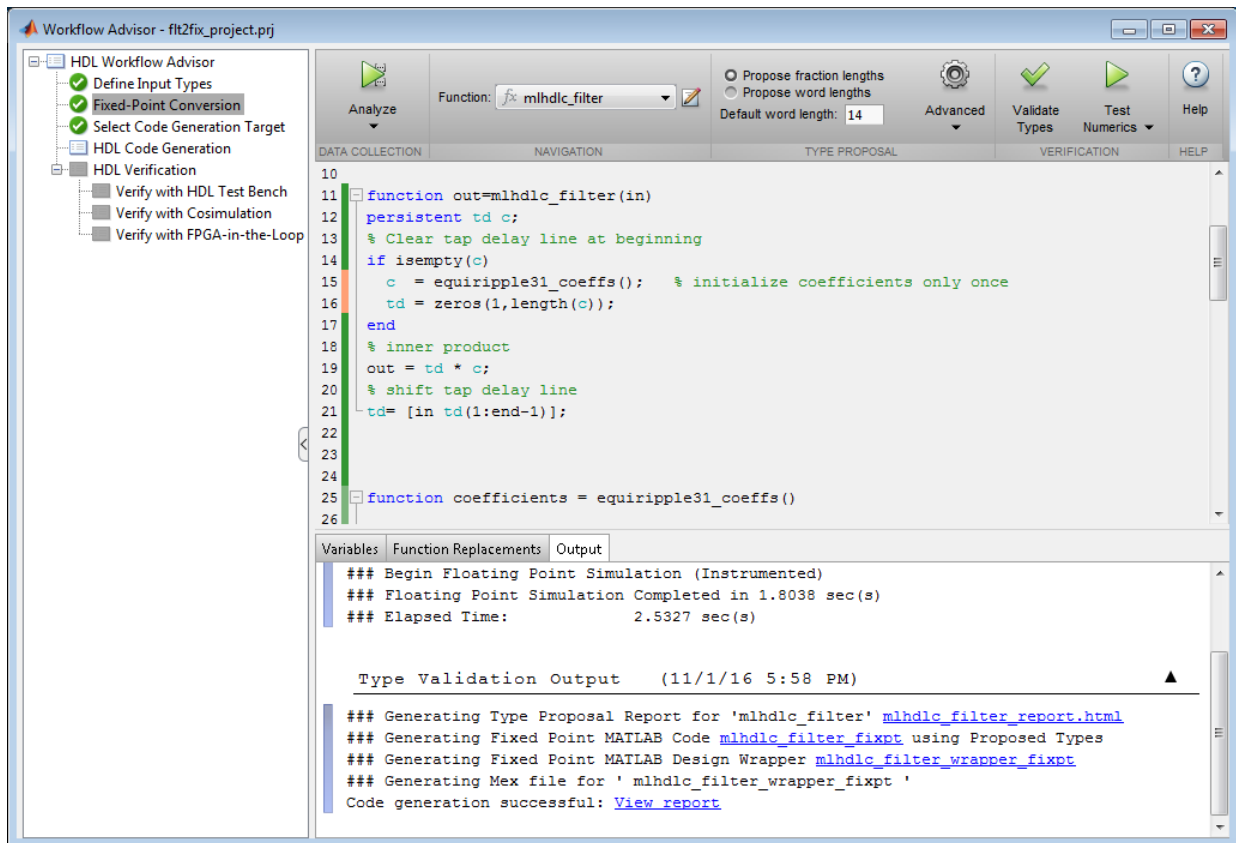 Workflow Advisor - flt2fix_project.prj
HDL Workflow Advisor
Define Input Types
Fixed-Point Conversion
Select Code Generation Target
HDL Code Generation
HDL Verification
Verify with HDL Test Bench
Verify with Cosimulation
Verify with FPGA-in-the-Loop
Analyze
Function: fx mlhdlc_filter
Propose fraction lengths
Propose word lengths
Default word length: 14
Advanced
Validate Types
Test Numerics
Help
DATA COLLECTION NAVIGATION TYPE PROPOSAL VERIFICATION HELP
10
11 function out=mlhdlc_filter(in)
12 persistent td c;
13 % Clear tap delay line at beginning
14 if isempty(c)
15 c = equiripple31_coeffs(); % initialize coefficients only once
16 td = zeros(1,length(c));
17 end
18 % inner product
19 out = td * c;
20 % shift tap delay line
21 td= [in td(1:end-1)];
22
23
24
25 function coefficients = equiripple31_coeffs()
26
Variables Function Replacements Output
### Begin Floating Point Simulation (Instrumented)
### Floating Point Simulation Completed in 1.8038 sec(s)
### Elapsed Time: 2.5327 sec(s)
Type Validation Output (11/1/16 5:58 PM)
### Generating Type Proposal Report for 'mlhdlc_filter' mlhdlc_filter_report.html
### Generating Fixed Point MATLAB Code mlhdlc_filter_fixpt using Proposed Types
### Generating Fixed Point MATLAB Design Wrapper mlhdlc_filter_wrapper_fixpt
### Generating Mex file for ' mlhdlc_filter_wrapper_fixpt '
Code generation successful: View report